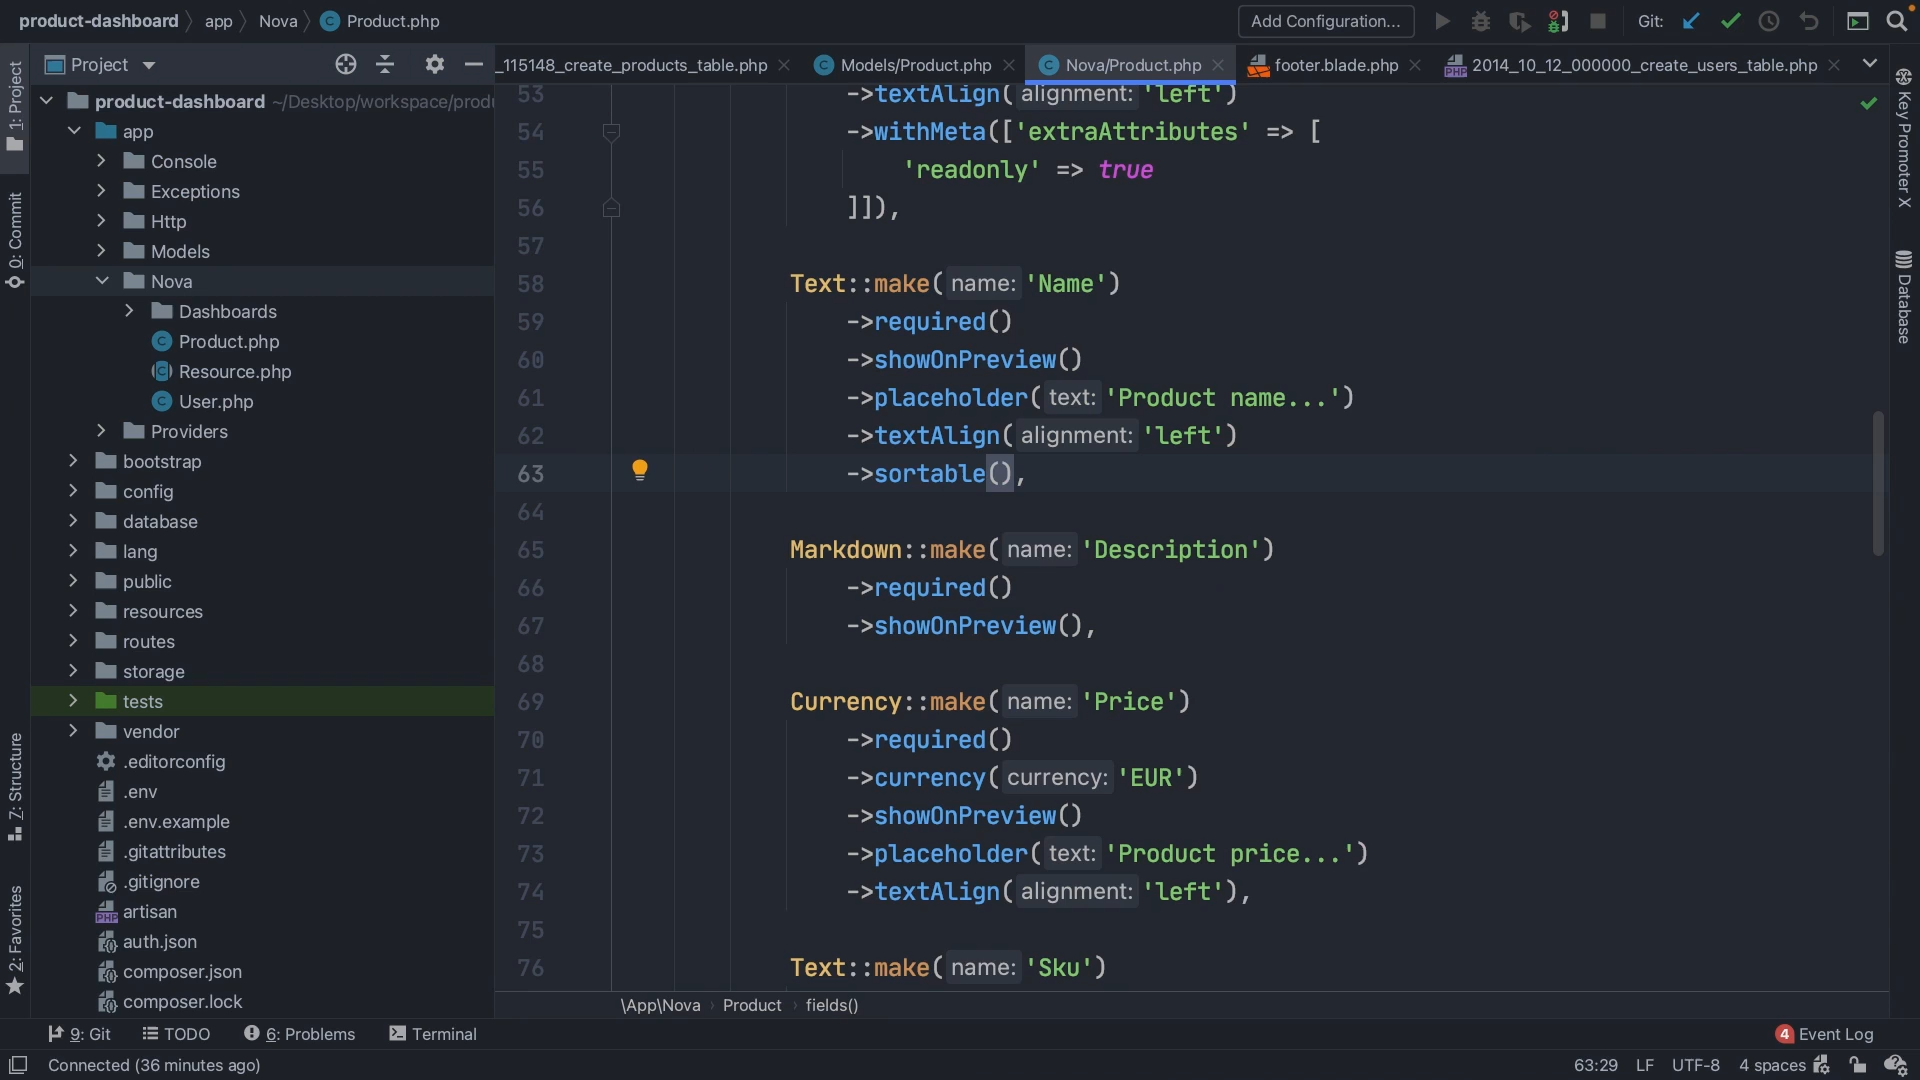 product-dashboard app Nova Product.php
Add Configuration... Git:
Project
_115148_create_products_table.php Models/Product.php Nova/Product.php footer.blade.php 2014_10_12_000000_create_users_table.php
1: Project
0: Commit
7: Structure
2: Favorites
product-dashboard ~/Desktop/workspace/produ
app
Console
Exceptions
Http
Models
Nova
Dashboards
Product.php
Resource.php
User.php
Providers
bootstrap
config
database
lang
public
resources
routes
storage
tests
vendor
.editorconfig
.env
.env.example
.gitattributes
.gitignore
artisan
auth.json
composer.json
composer.lock
53 ->textAlign( alignment: 'left')
54 ->withMeta(['extraAttributes' => [
55 'readonly' => true
56 ]]),
57
58 Text::make( name: 'Name')
59 ->required()
60 ->showOnPreview()
61 ->placeholder( text: 'Product name...')
62 ->textAlign( alignment: 'left')
63 ->sortable(),
64
65 Markdown::make( name: 'Description')
66 ->required()
67 ->showOnPreview(),
68
69 Currency::make( name: 'Price')
70 ->required()
71 ->currency( currency: 'EUR')
72 ->showOnPreview()
73 ->placeholder( text: 'Product price...')
74 ->textAlign( alignment: 'left'),
75
76 Text::make( name: 'Sku')
\App\Nova Product fields()
Key Promoter X
Database
9: Git TODO 6: Problems Terminal 4 Event Log
Connected (36 minutes ago) 63:29 LF UTF-8 4 spaces